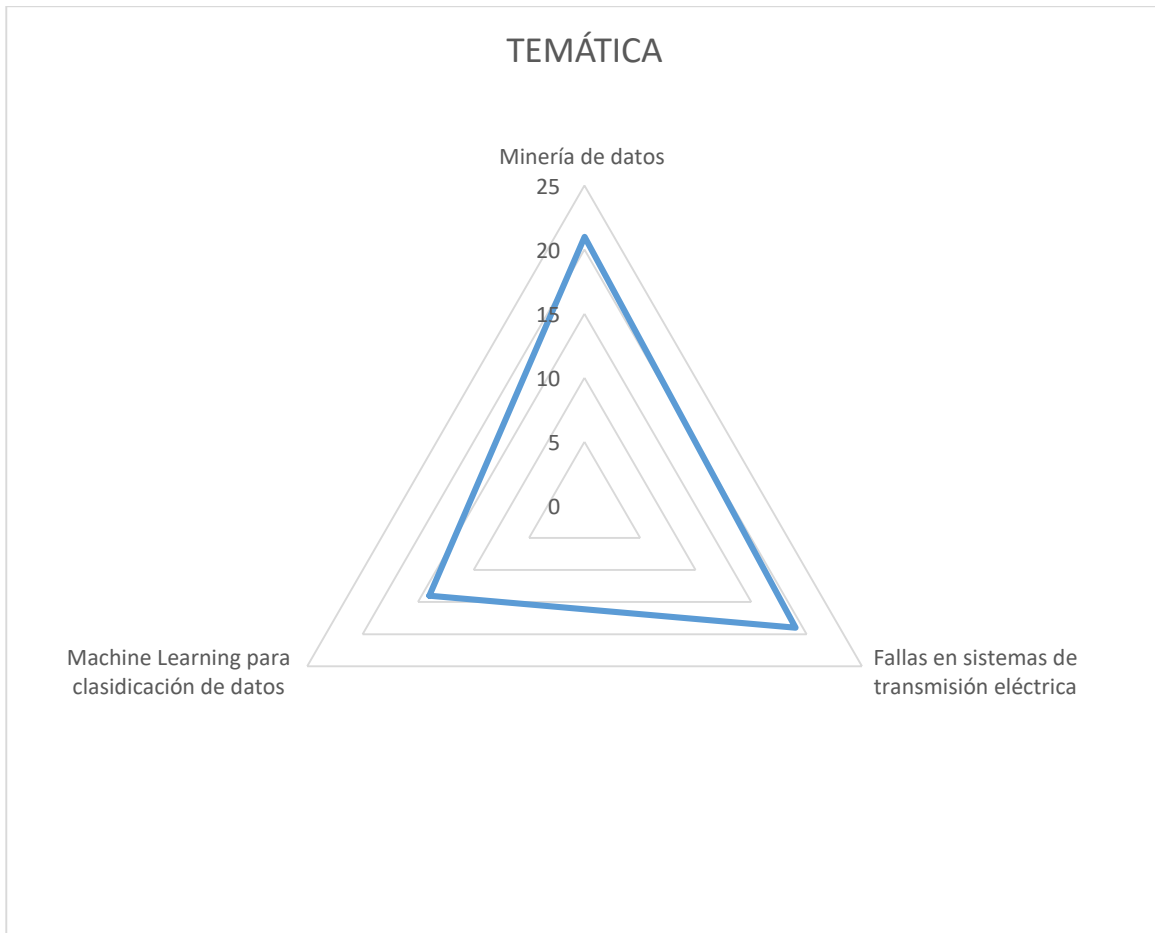 TEMÁTICA
Minería de datos
25
20
15
10
5
0
Machine Learning para
clasidicación de datos
Fallas en sistemas de
transmisión eléctrica